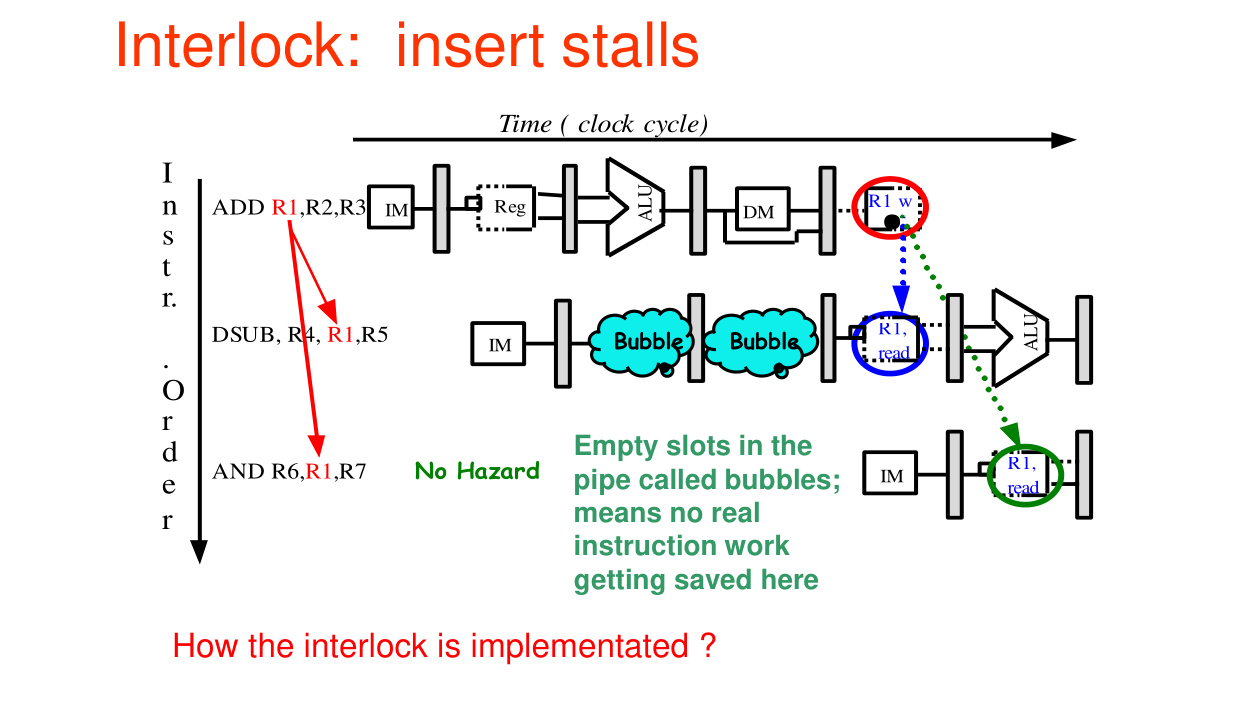 Interlock: insert stalls
Time ( clock cycle)
I
n
s
t
r.
.
O
r
d
e
r
ADD R1,R2,R3
IM
Reg
ALU
DM
R1 w
DSUB, R4, R1,R5
IM
Bubble
Bubble
R1,
read
ALU
AND R6,R1,R7
No Hazard
Empty slots in the
pipe called bubbles;
means no real
instruction work
getting saved here
IM
R1,
read
How the interlock is implementated ?